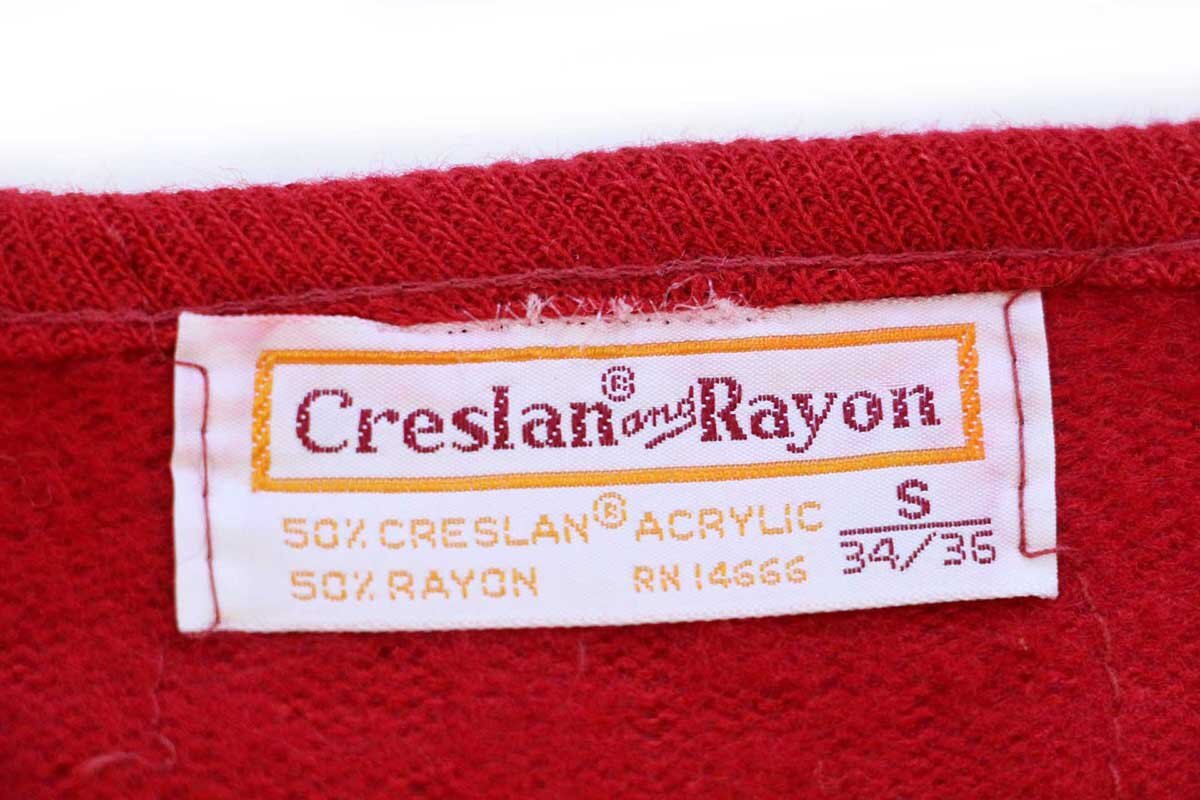 Creslan® and Rayon
50% CRESLAN® ACRYLIC
50% RAYON RN 14666
S
34/36